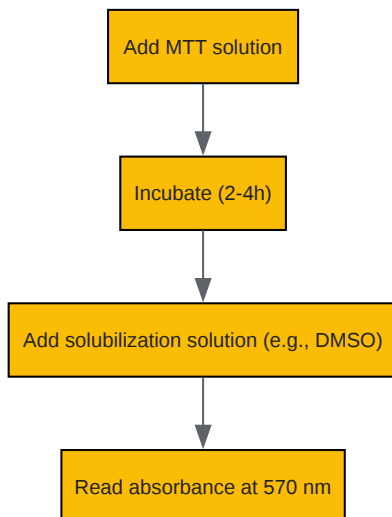 Add MTT solution
Incubate (2-4h)
Add solubilization solution (e.g., DMSO)
Read absorbance at 570 nm